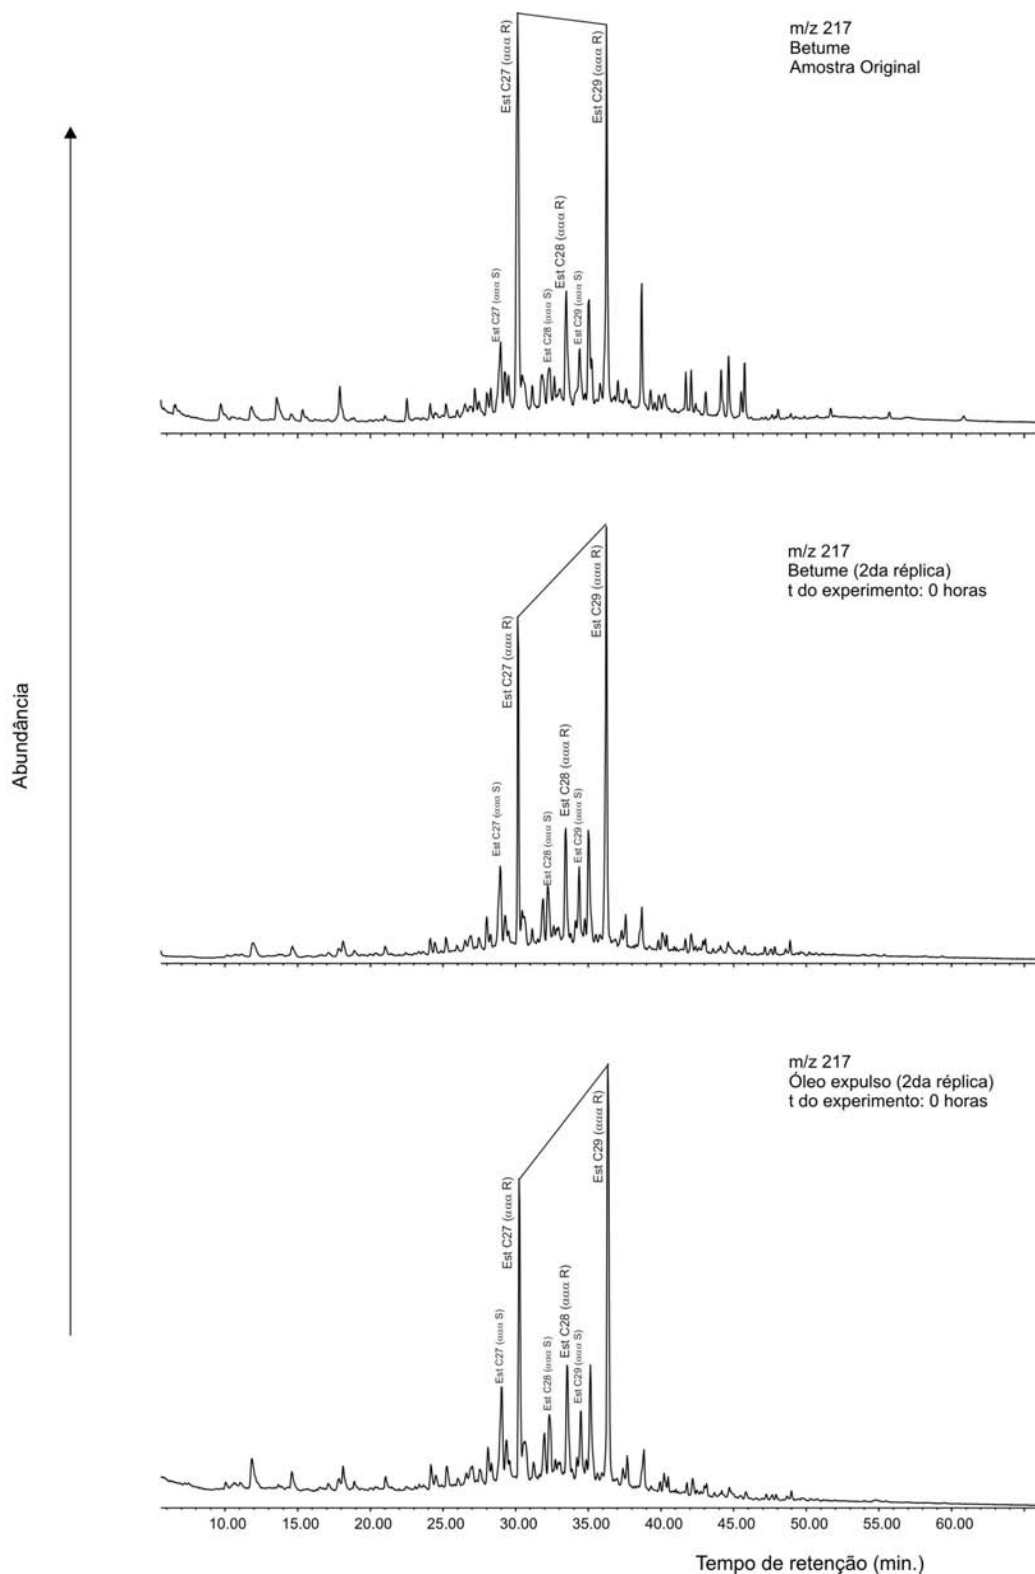 m/z 217
Betume
Amostra Original
Est C27 (ααα S)
Est C27 (ααα R)
Est C28 (ααα S)
Est C28 (ααα R)
Est C29 (ααα S)
Est C29 (ααα R)
m/z 217
Betume (2da réplica)
t do experimento: 0 horas
Est C27 (ααα S)
Est C27 (ααα R)
Est C28 (ααα S)
Est C28 (ααα R)
Est C29 (ααα S)
Est C29 (ααα R)
Abundância
m/z 217
Óleo expulso (2da réplica)
t do experimento: 0 horas
Est C27 (ααα S)
Est C27 (ααα R)
Est C28 (ααα S)
Est C28 (ααα R)
Est C29 (ααα S)
Est C29 (ααα R)
10.00 15.00 20.00 25.00 30.00 35.00 40.00 45.00 50.00 55.00 60.00
Tempo de retenção (min.)